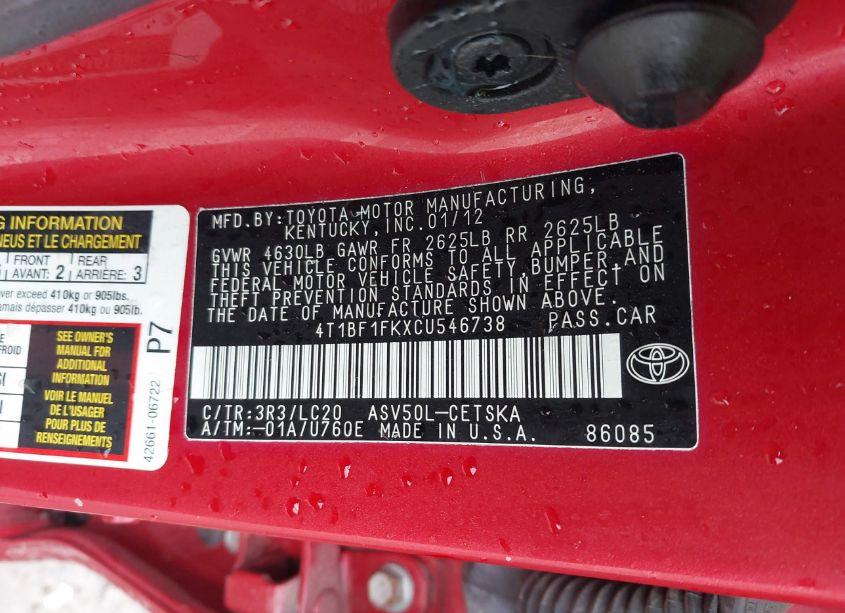 G INFORMATION
NEUS ET LE CHARGEMENT
FRONT
AVANT: 2
REAR
ARRIÈRE: 3
ver exceed 410kg or 905lbs.
amais dépasser 410kg ou 905lb.
FROID
SEE OWNER'S
MANUAL FOR
ADDITIONAL
INFORMATION
VOIR LE MANUEL
DE L'USAGER
POUR PLUS DE
RENSEIGNEMENTS
P7
42661-06722
MFD.BY:TOYOTA MOTOR MANUFACTURING,
KENTUCKY, INC.01/12
GVWR 4630LB GAWR FR 2625LB RR 2625LB
THIS VEHICLE CONFORMS TO ALL APPLICABLE
FEDERAL MOTOR VEHICLE SAFETY,BUMPER AND
THEFT PREVENTION STANDARDS IN EFFECT ON
THE DATE OF MANUFACTURE SHOWN ABOVE.
4T1BF1FKXCU546738 PASS.CAR
C/TR:3R3/LC20 ASV50L-CETSKA
A/TM:-01A/U760E MADE IN U.S.A. 86085